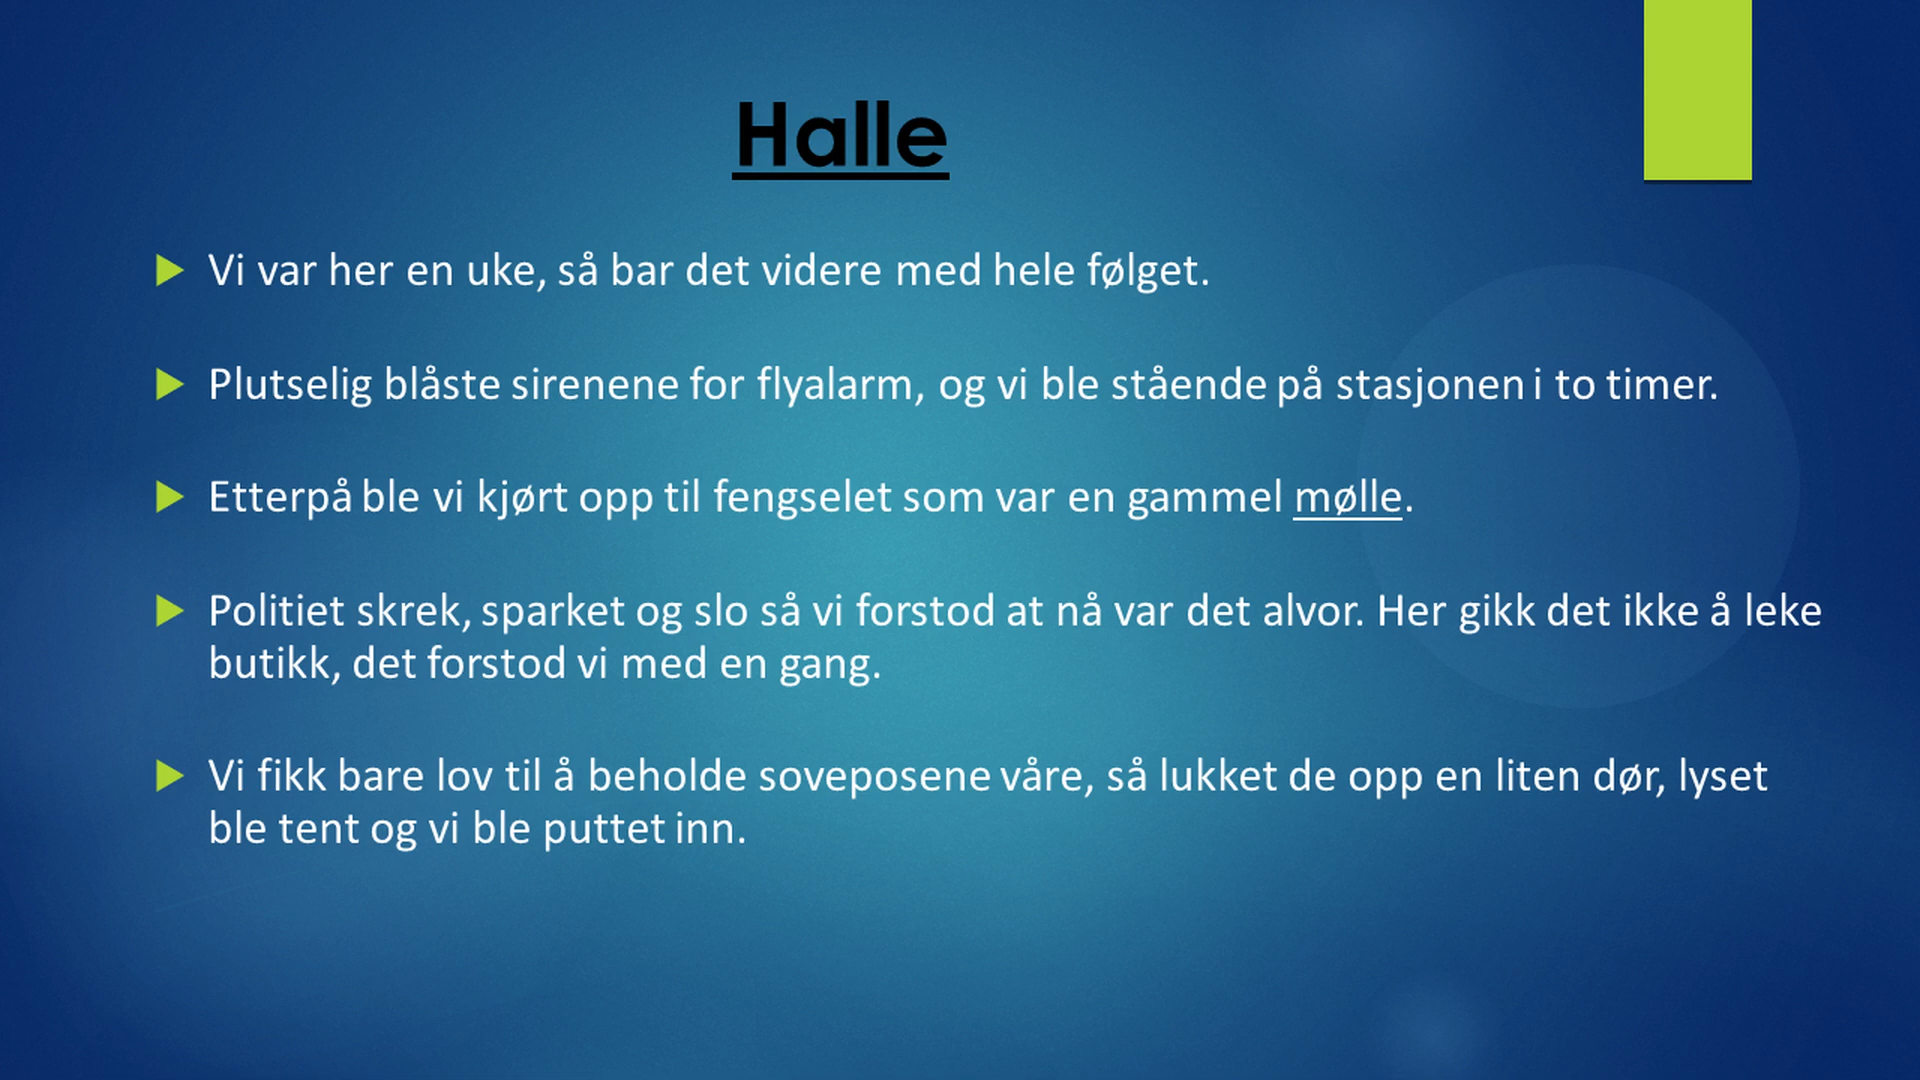 Halle
Vi var her en uke, så bar det videre med hele følget.
Plutselig blåste sirenene for flyalarm, og vi ble stående på stasjonen i to timer.
Etterpå ble vi kjørt opp til fengselet som var en gammel mølle.
Politiet skrek, sparket og slo så vi forstod at nå var det alvor. Her gikk det ikke å leke
butikk, det forstod vi med en gang.
Vi fikk bare lov til å beholde soveposene våre, så lukket de opp en liten dør, lyset
ble tent og vi ble puttet inn.